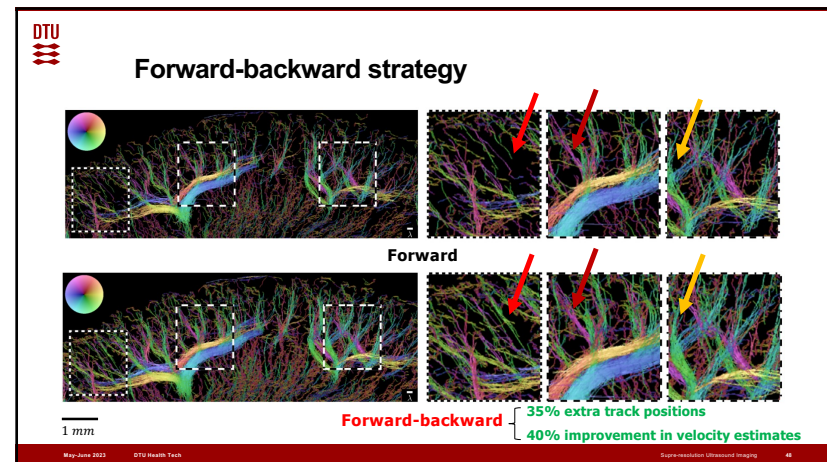 DTU
Forward-backward strategy
Forward
Forward-backward
35% extra track positions
40% improvement in velocity estimates
1 mm
May-June 2023 DTU Health Tech Supra-resolution Ultrasound Imaging 48